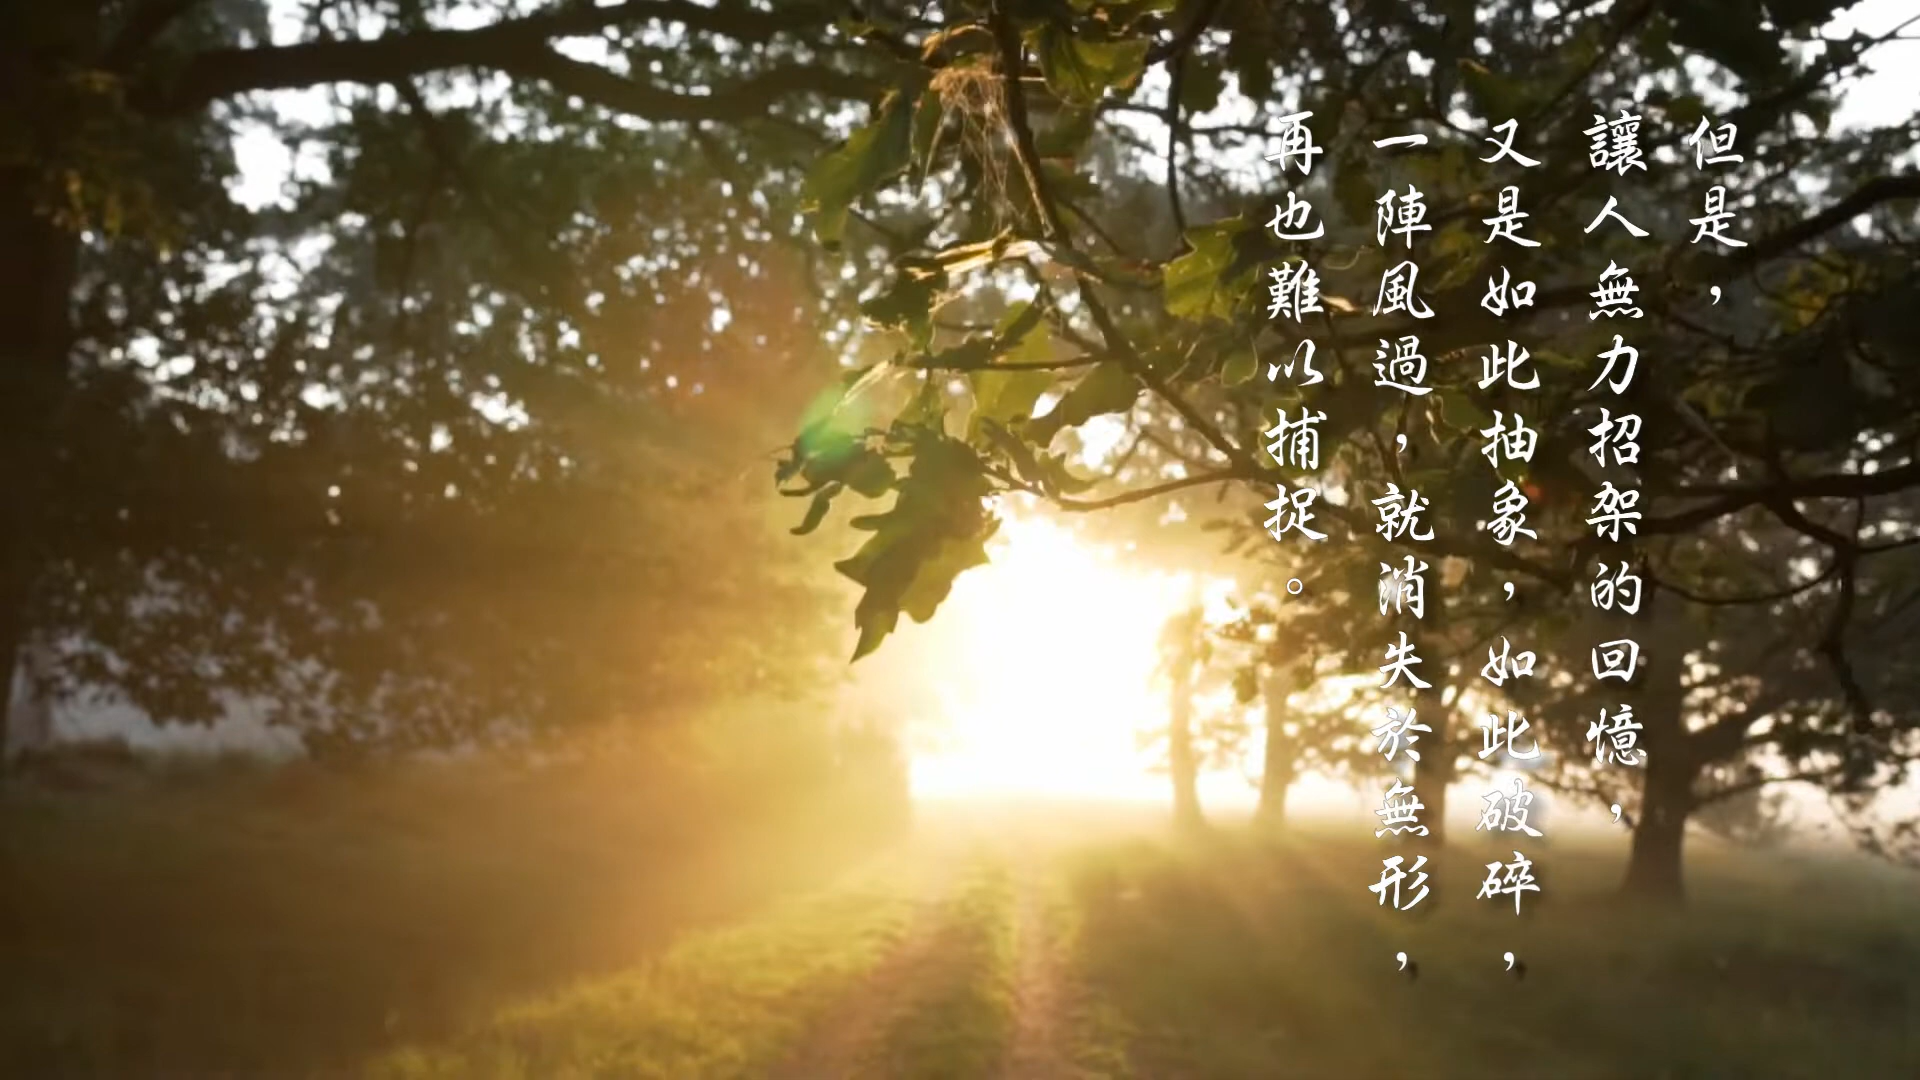 但是，
讓人無力招架的回憶，
又是如此抽象，如此破碎，
一陣風過，就消失於無形，
再也難以捕捉。